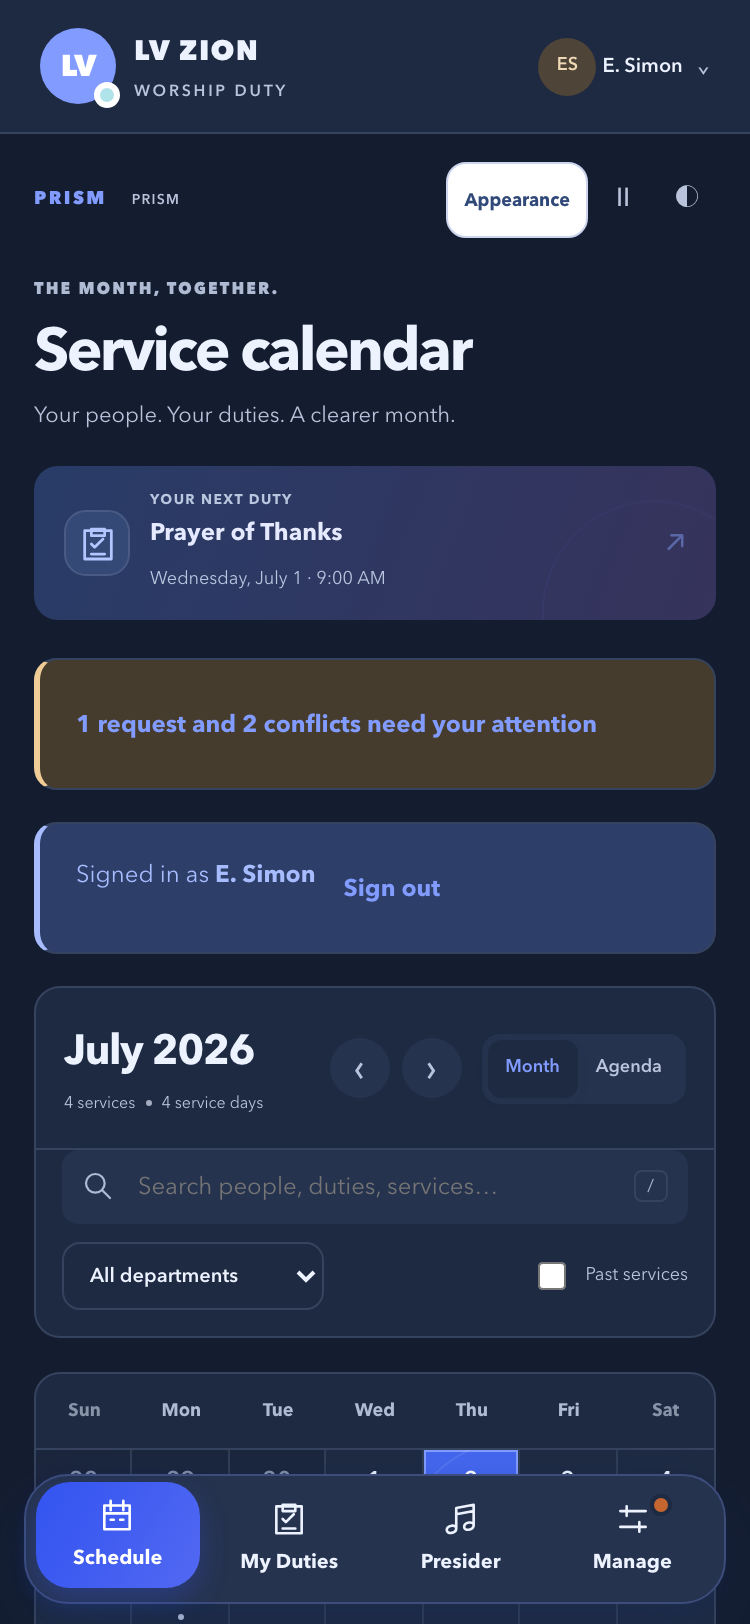 LV
LV ZION
WORSHIP DUTY
ES
E. Simon
PRISM
PRISM
Appearance
THE MONTH, TOGETHER.
Service calendar
Your people. Your duties. A clearer month.
YOUR NEXT DUTY
Prayer of Thanks
Wednesday, July 1 · 9:00 AM
1 request and 2 conflicts need your attention
Signed in as E. Simon
Sign out
July 2026
4 services • 4 service days
Month
Agenda
Search people, duties, services...
/
All departments
Past services
Sun Mon Tue Wed Thu Fri Sat
Schedule
My Duties
Presider
Manage